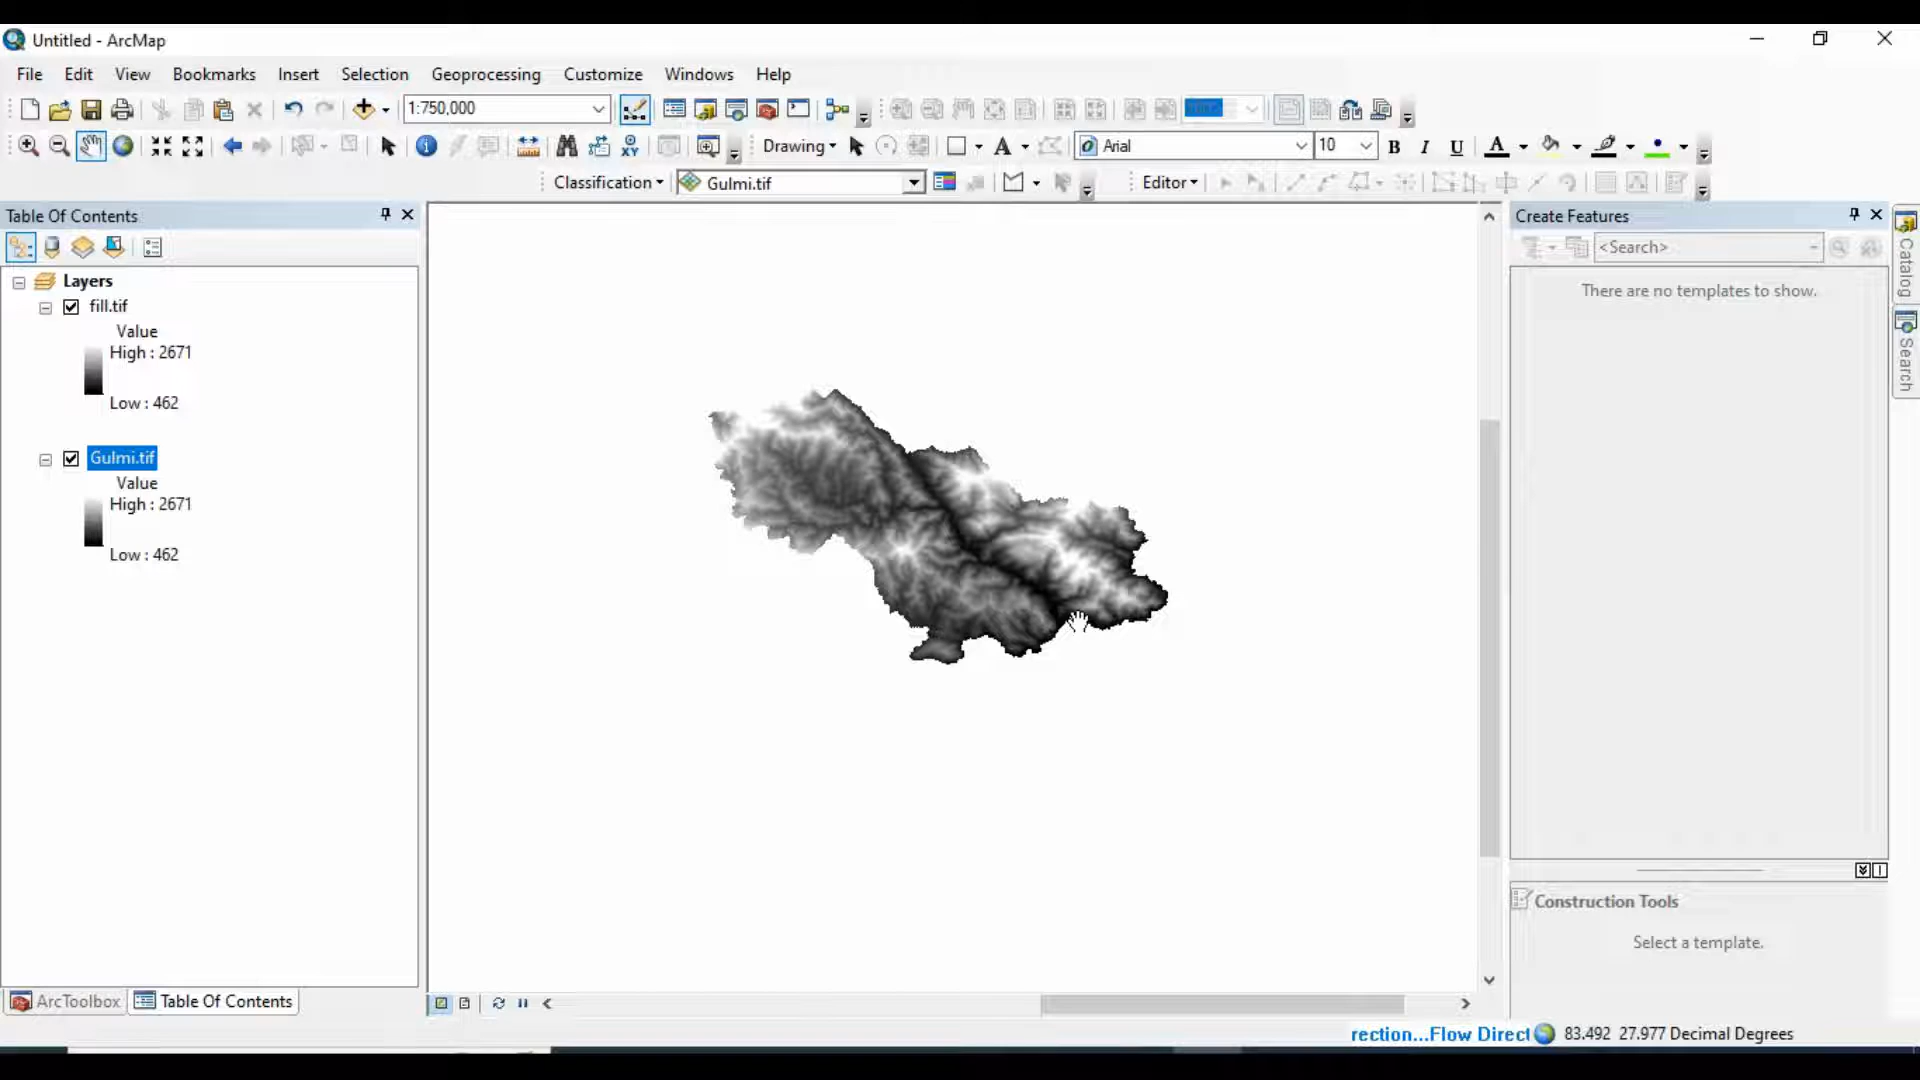 Untitled - ArcMap
File Edit View Bookmarks Insert Selection Geoprocessing Customize Windows Help
1:750,000
Drawing Arial 10 B I U A
Classification Gulmi.tif Editor
Table Of Contents
Layers
fill.tif
Value
High : 2671
Low : 462
Gulmi.tif
Value
High : 2671
Low : 462
ArcToolbox Table Of Contents
Create Features
<Search>
There are no templates to show.
Construction Tools
Select a template.
Catalog
Search
rection...Flow Direct 83.492 27.977 Decimal Degrees